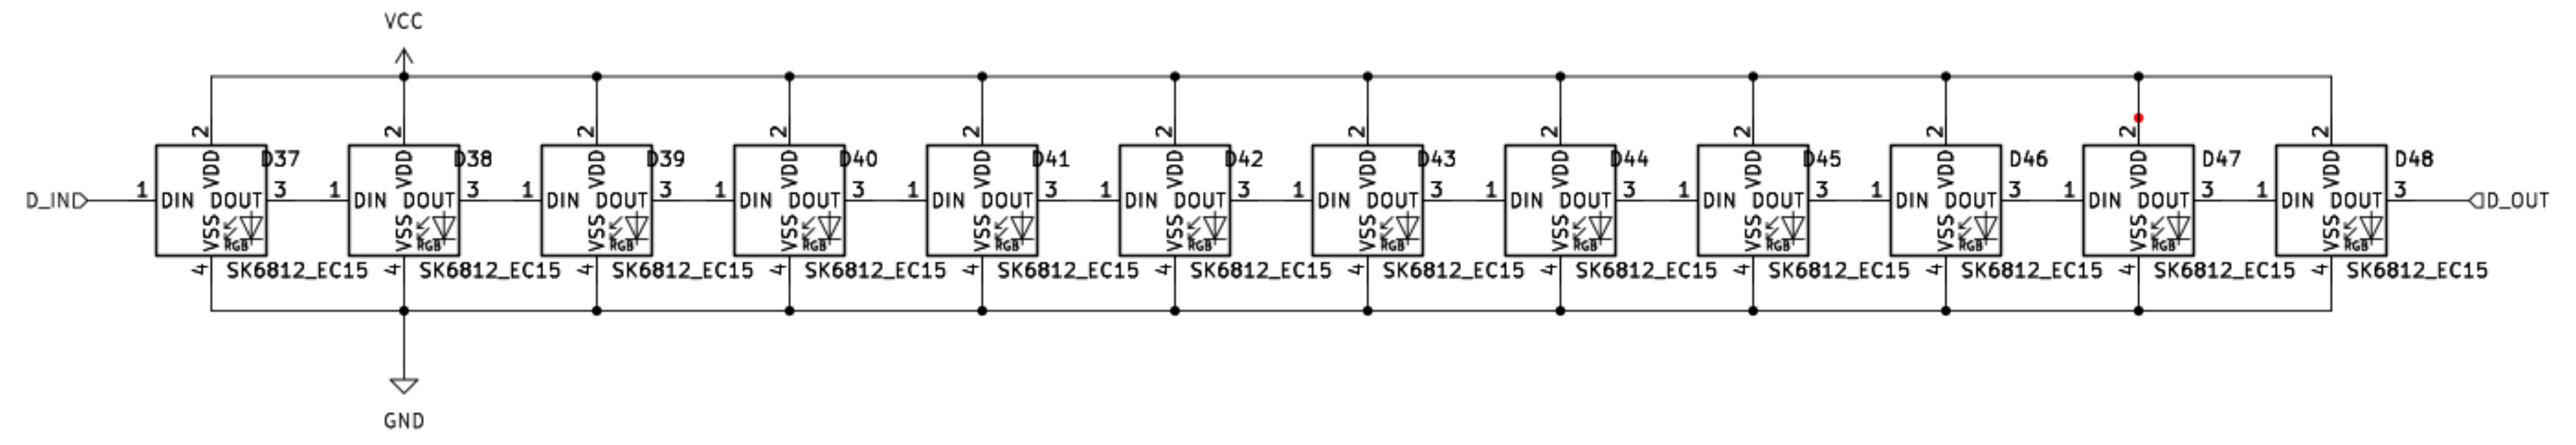 VCC
2 2 2 2 2 2 2 2 2 2 2 2
D37 D38 D39 D40 D41 D42 D43 D44 D45 D46 D47 D48
VDD VDD VDD VDD VDD VDD VDD VDD VDD VDD VDD VDD
D_IN 1 DIN DOUT 3 1 DIN DOUT 3 1 DIN DOUT 3 1 DIN DOUT 3 1 DIN DOUT 3 1 DIN DOUT 3 1 DIN DOUT 3 1 DIN DOUT 3 1 DIN DOUT 3 1 DIN DOUT 3 1 DIN DOUT 3 1 DIN DOUT 3 D_OUT
VSS RGB VSS RGB VSS RGB VSS RGB VSS RGB VSS RGB VSS RGB VSS RGB VSS RGB VSS RGB VSS RGB VSS RGB
4 SK6812_EC15 4 SK6812_EC15 4 SK6812_EC15 4 SK6812_EC15 4 SK6812_EC15 4 SK6812_EC15 4 SK6812_EC15 4 SK6812_EC15 4 SK6812_EC15 4 SK6812_EC15 4 SK6812_EC15 4 SK6812_EC15
GND